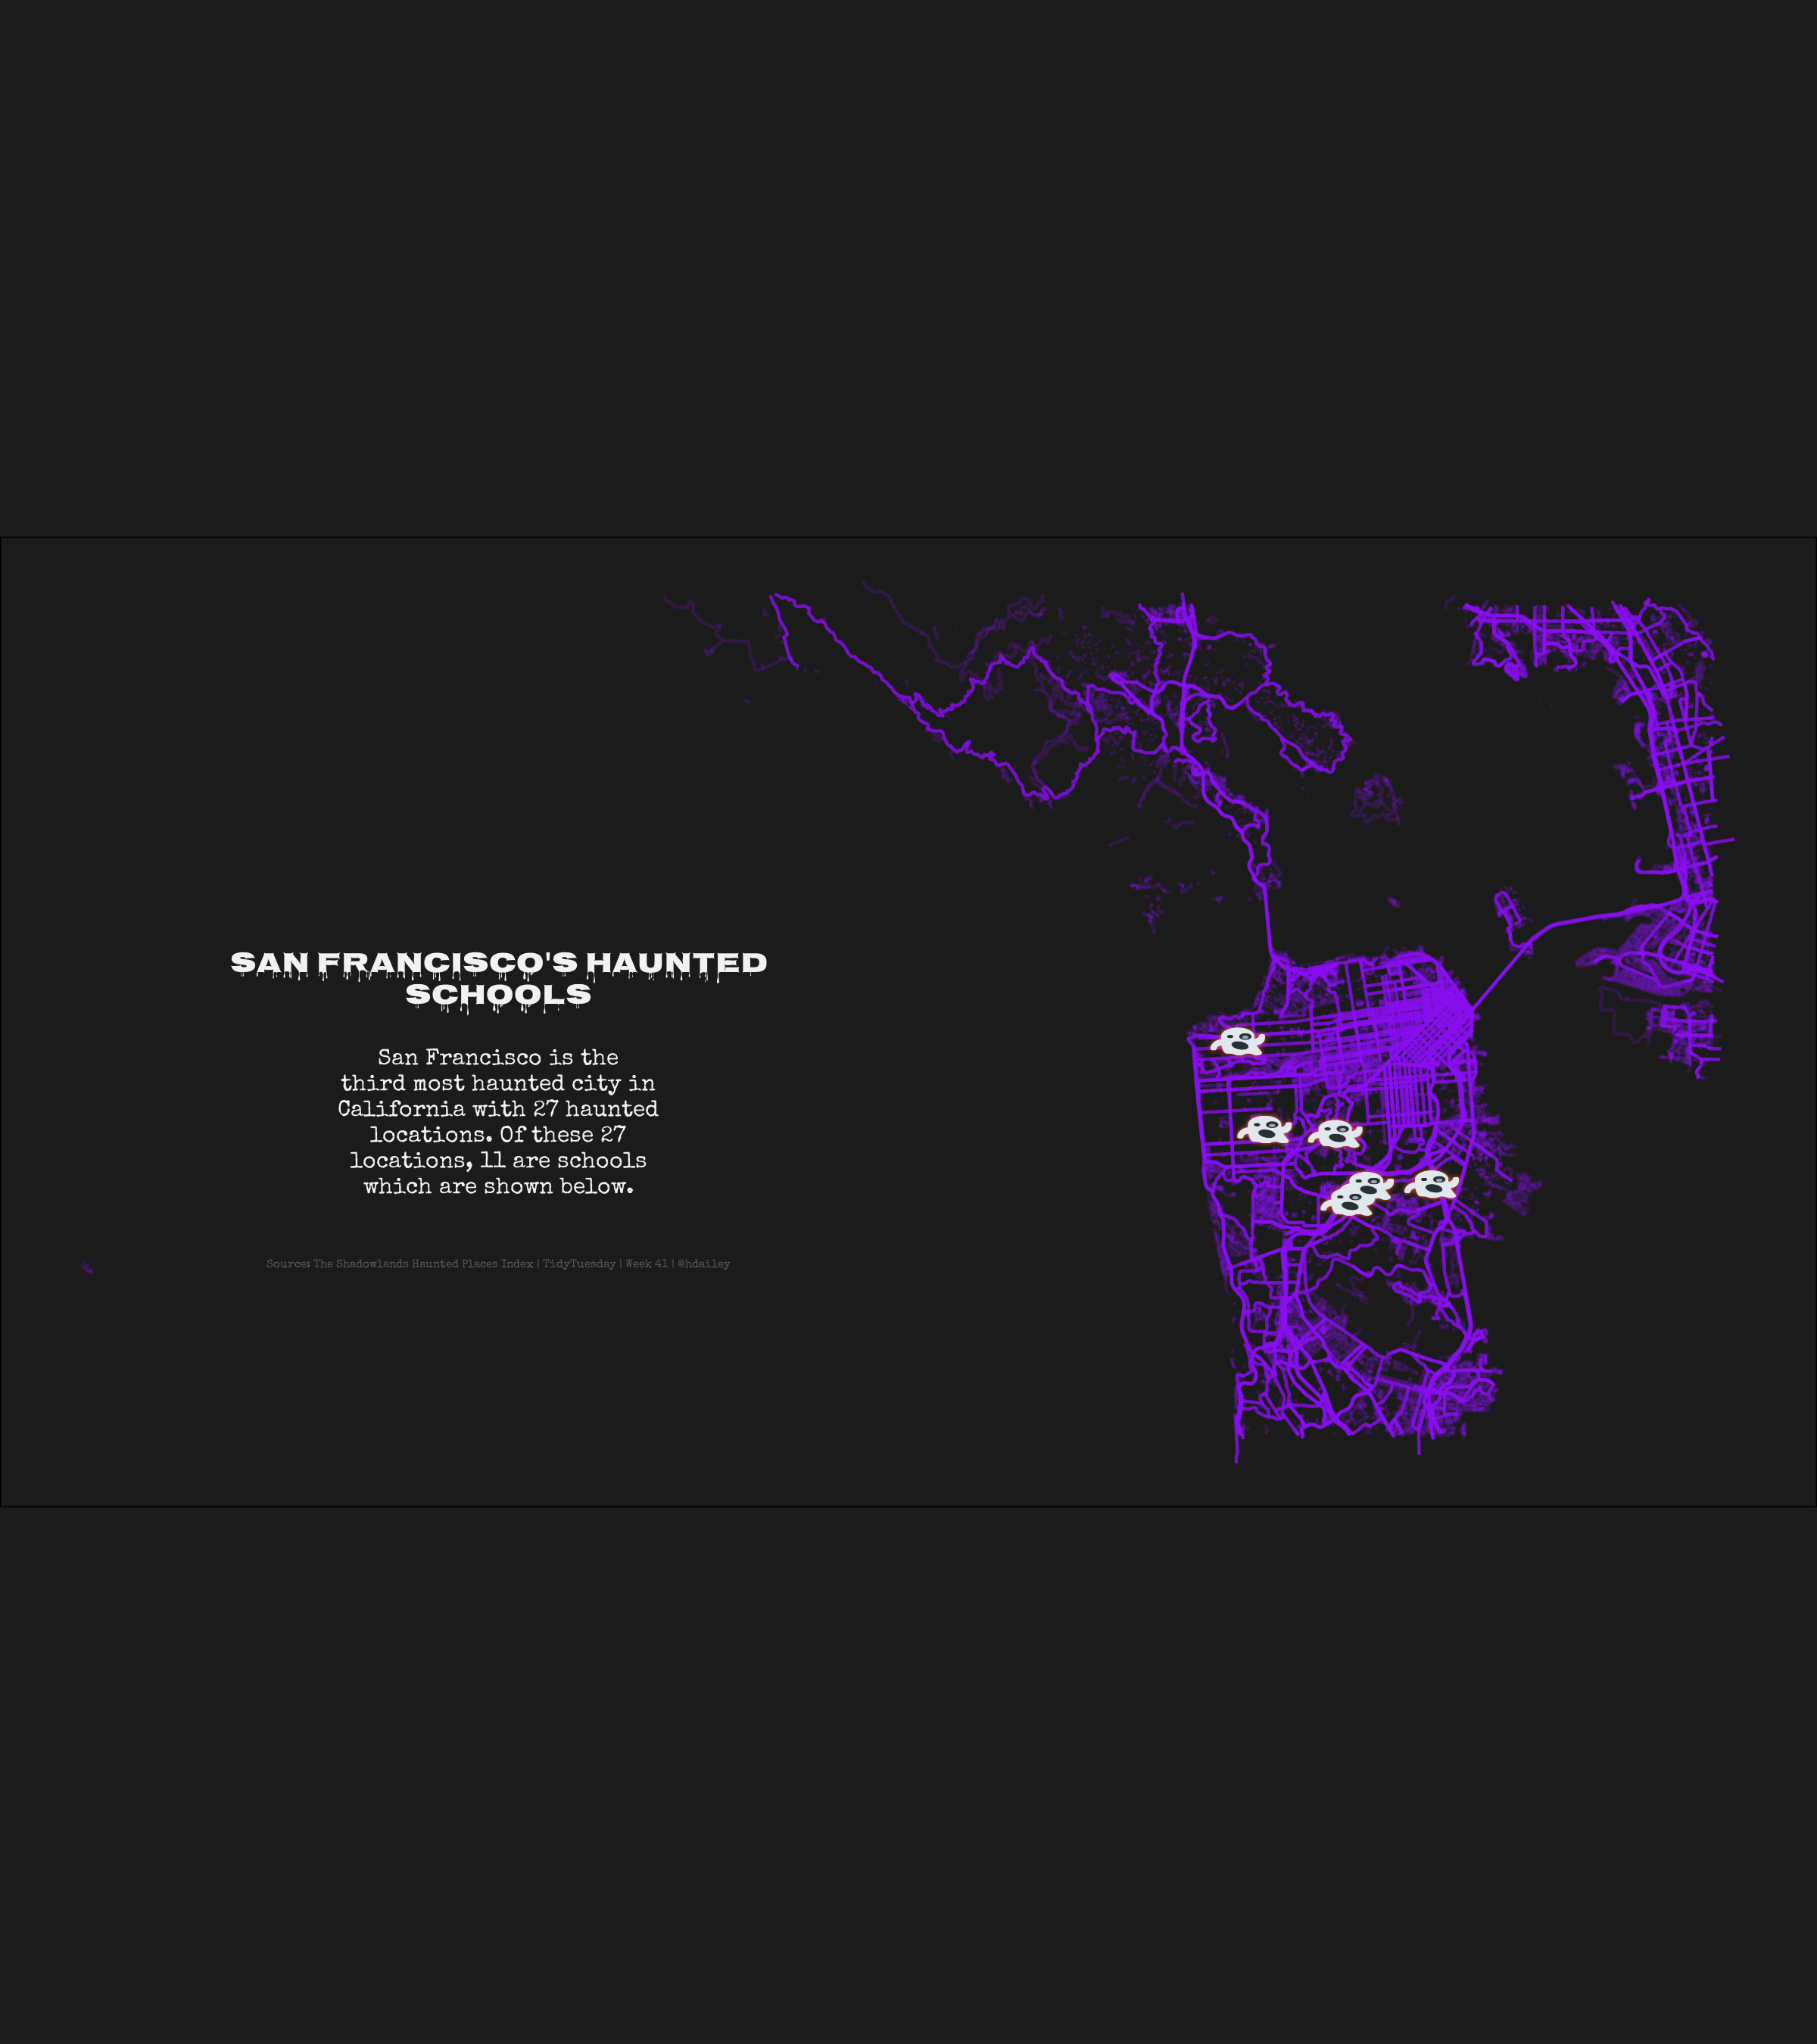 SAN FRANCISCO'S HAUNTED
SCHOOLS
San Francisco is the
third most haunted city in
California with 27 haunted
locations. Of these 27
locations, 11 are schools
which are shown below.
Source: The Shadowlands Haunted Places Index | TidyTuesday | Week 41 | @hdailey